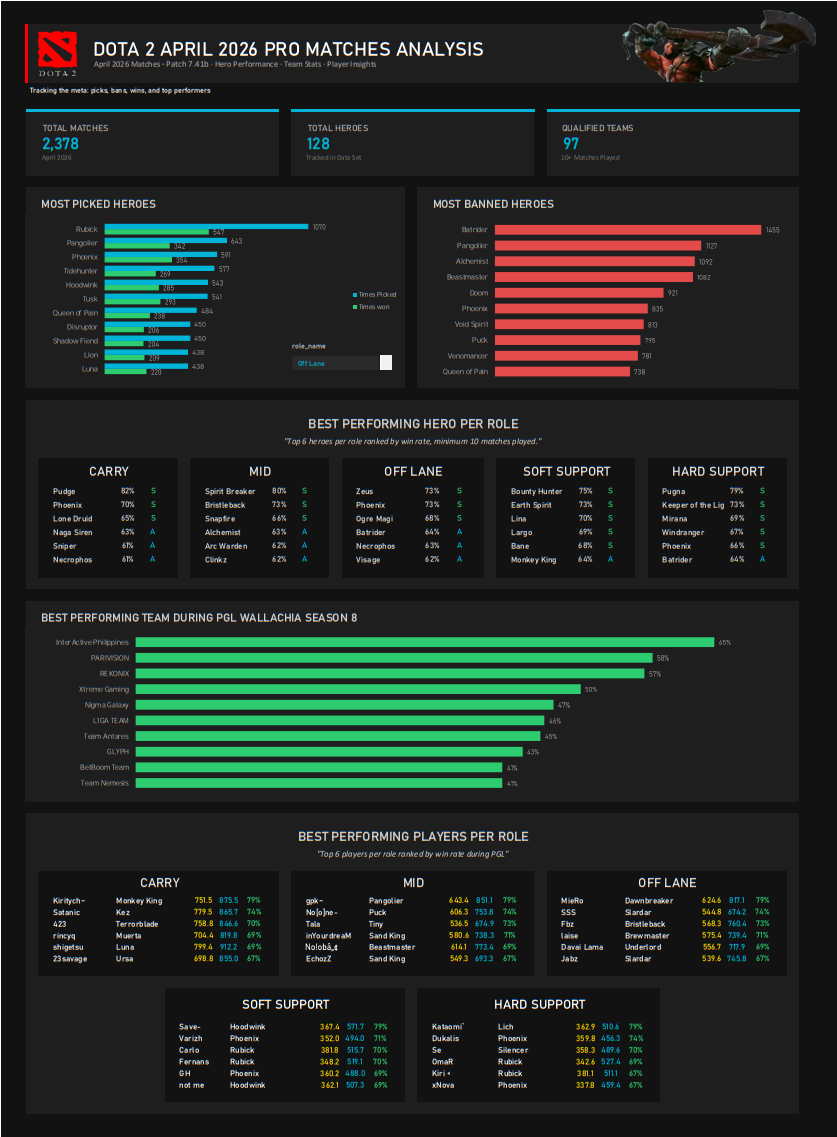 DOTA 2
DOTA 2 APRIL 2026 PRO MATCHES ANALYSIS
April 2026 Matches · Patch 7.41b · Hero Performance · Team Stats · Player Insights
Tracking the meta: picks, bans, wins, and top performers
TOTAL MATCHES
2,378
April 2026
TOTAL HEROES
128
Tracked in Data Set
QUALIFIED TEAMS
97
10+ Matches Played
MOST PICKED HEROES
Rubick 1070 547
Pangolier 643 342
Phoenix 591 354
Tidehunter 577 269
Hoodwink 543 285
Tusk 541 293
Queen of Pain 484 238
Disruptor 450 206
Shadow Fiend 450 204
Lion 438 209
Luna 438 220
Times Picked
Times won
role_name
Off Lane
MOST BANNED HEROES
Batrider 1455
Pangolier 1127
Alchemist 1092
Beastmaster 1082
Doom 921
Phoenix 835
Void Spirit 813
Puck 795
Venomancer 781
Queen of Pain 738
BEST PERFORMING HERO PER ROLE
"Top 6 heroes per role ranked by win rate, minimum 10 matches played."
CARRY
Pudge 82% S
Phoenix 70% S
Lone Druid 65% S
Naga Siren 63% A
Sniper 61% A
Necrophos 61% A
MID
Spirit Breaker 80% S
Bristleback 73% S
Snapfire 66% S
Alchemist 63% A
Arc Warden 62% A
Clinkz 62% A
OFF LANE
Zeus 73% S
Phoenix 73% S
Ogre Magi 68% S
Batrider 64% A
Necrophos 63% A
Visage 62% A
SOFT SUPPORT
Bounty Hunter 75% S
Earth Spirit 73% S
Lina 70% S
Largo 69% S
Bane 68% S
Monkey King 64% A
HARD SUPPORT
Pugna 79% S
Keeper of the Lig 73% S
Mirana 69% S
Windranger 67% S
Phoenix 66% S
Batrider 64% A
BEST PERFORMING TEAM DURING PGL WALLACHIA SEASON 8
Inter Active Philippines 65%
PARIVISION 58%
REKONIX 57%
Xtreme Gaming 50%
Nigma Galaxy 47%
L1GA TEAM 46%
Team Antares 45%
GLYPH 43%
BetBoom Team 41%
Team Nemesis 41%
BEST PERFORMING PLAYERS PER ROLE
"Top 6 players per role ranked by win rate during PGL"
CARRY
Kiritych~ Monkey King 751.5 875.5 79%
Satanic Kez 779.5 865.7 74%
423 Terrorblade 758.8 846.6 70%
rincyq Muerta 704.4 819.8 69%
shigetsu Luna 799.4 912.2 69%
23savage Ursa 698.8 855.0 67%
MID
gpk~ Pangolier 643.4 851.1 79%
No[o]ne- Puck 606.3 753.8 74%
Tala Tiny 536.5 674.9 73%
inYourdreaM Sand King 580.6 738.3 71%
No!obâ„¢ Beastmaster 614.1 773.4 69%
EchozZ Sand King 549.3 693.3 67%
OFF LANE
MieRo Dawnbreaker 624.6 817.1 79%
SSS Slardar 544.8 674.2 74%
Fbz Bristleback 568.3 760.4 73%
laise Brewmaster 575.4 739.4 71%
Davai Lama Underlord 556.7 717.9 69%
Jabz Slardar 539.6 745.8 67%
SOFT SUPPORT
Save- Hoodwink 367.4 571.7 79%
Varizh Phoenix 352.0 494.0 71%
Carlo Rubick 381.8 515.7 70%
Fernans Rubick 348.2 519.1 70%
GH Phoenix 360.2 488.0 69%
not me Hoodwink 362.1 507.3 69%
HARD SUPPORT
Kataomi` Lich 362.9 510.6 79%
Dukalis Phoenix 359.8 456.3 74%
Se Silencer 358.3 489.6 70%
OmaR Rubick 342.6 527.4 69%
Kiri < Rubick 381.1 511.1 67%
xNova Phoenix 337.8 459.4 67%